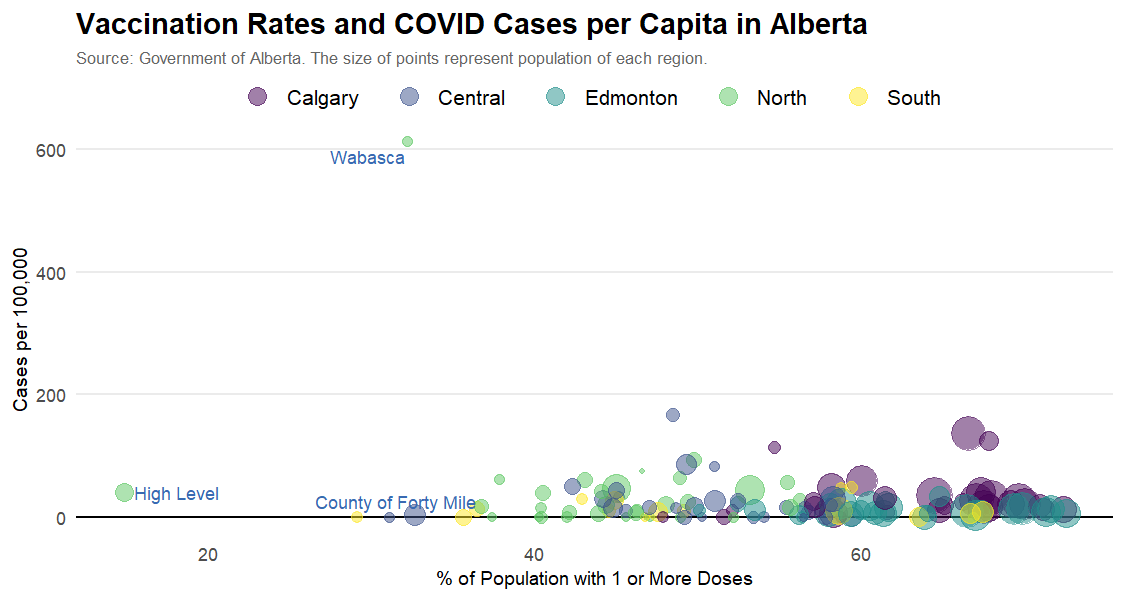 Vaccination Rates and COVID Cases per Capita in Alberta
Source: Government of Alberta. The size of points represent population of each region.
Calgary Central Edmonton North South
600
Wabasca
400
Cases per 100,000
200
High Level
County of Forty Mile
0
20 40 60
% of Population with 1 or More Doses